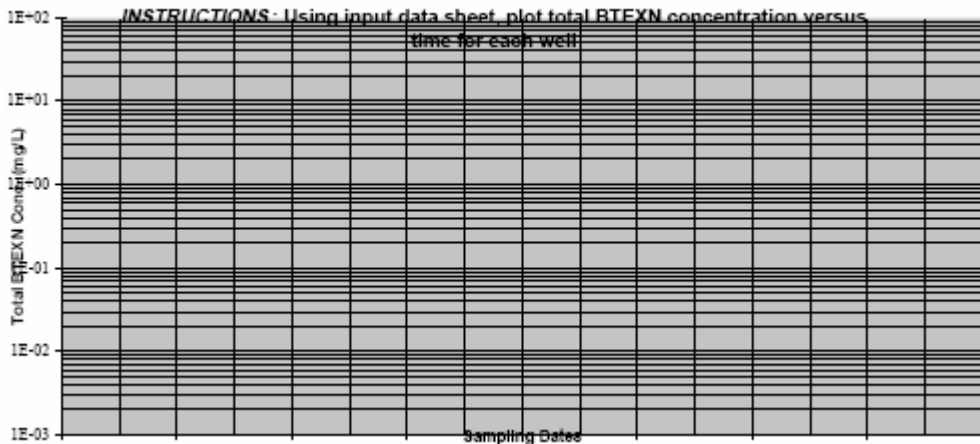 INSTRUCTIONS: Using input data sheet, plot total BTEXN concentration versus
time for each well
1E+02
1E+01
1E+00
1E-01
1E-02
1E-03
Total BTEXN Conc. (mg/L)
Sampling Dates